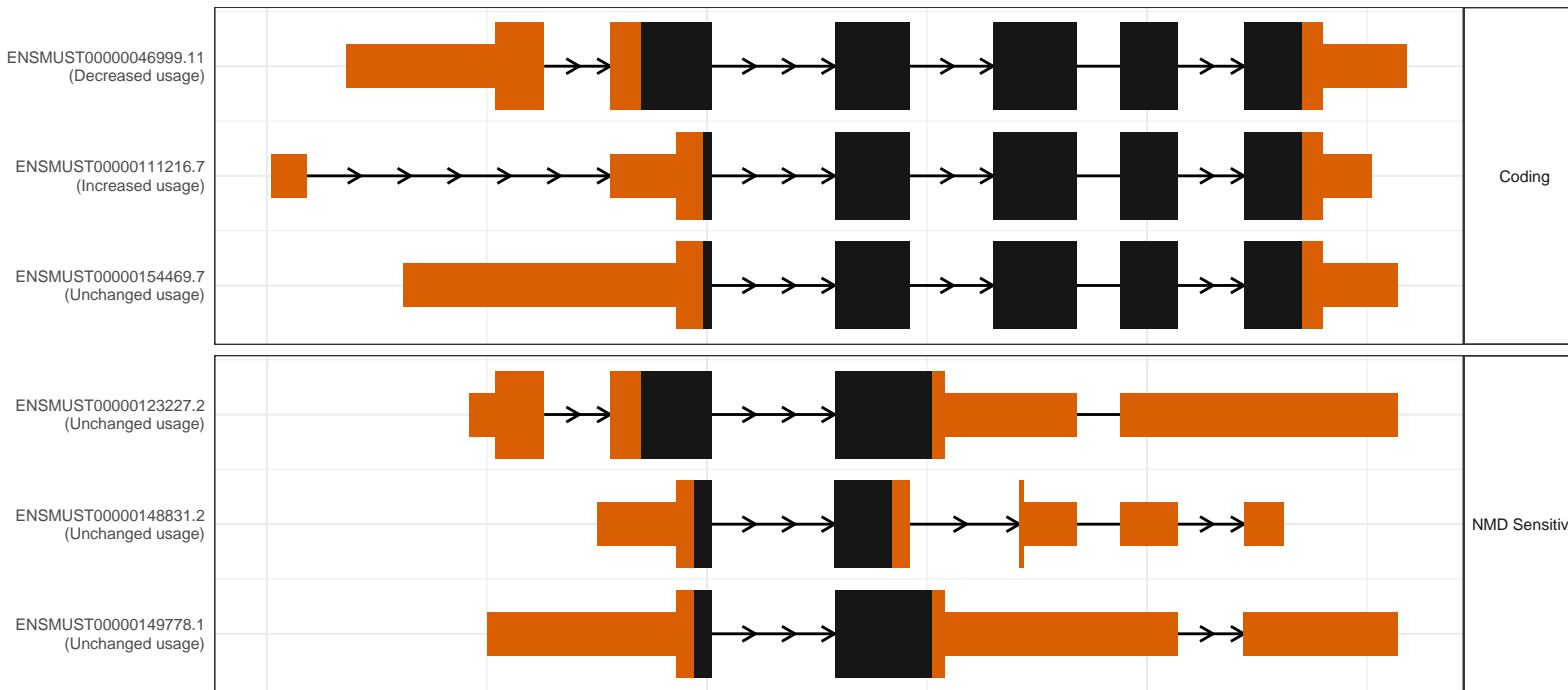 ENSMUST00000046999.11
(Decreased usage)
ENSMUST00000111216.7
(Increased usage)
Coding
ENSMUST00000154469.7
(Unchanged usage)
ENSMUST00000123227.2
(Unchanged usage)
ENSMUST00000148831.2
(Unchanged usage)
NMD Sensitiv
ENSMUST00000149778.1
(Unchanged usage)